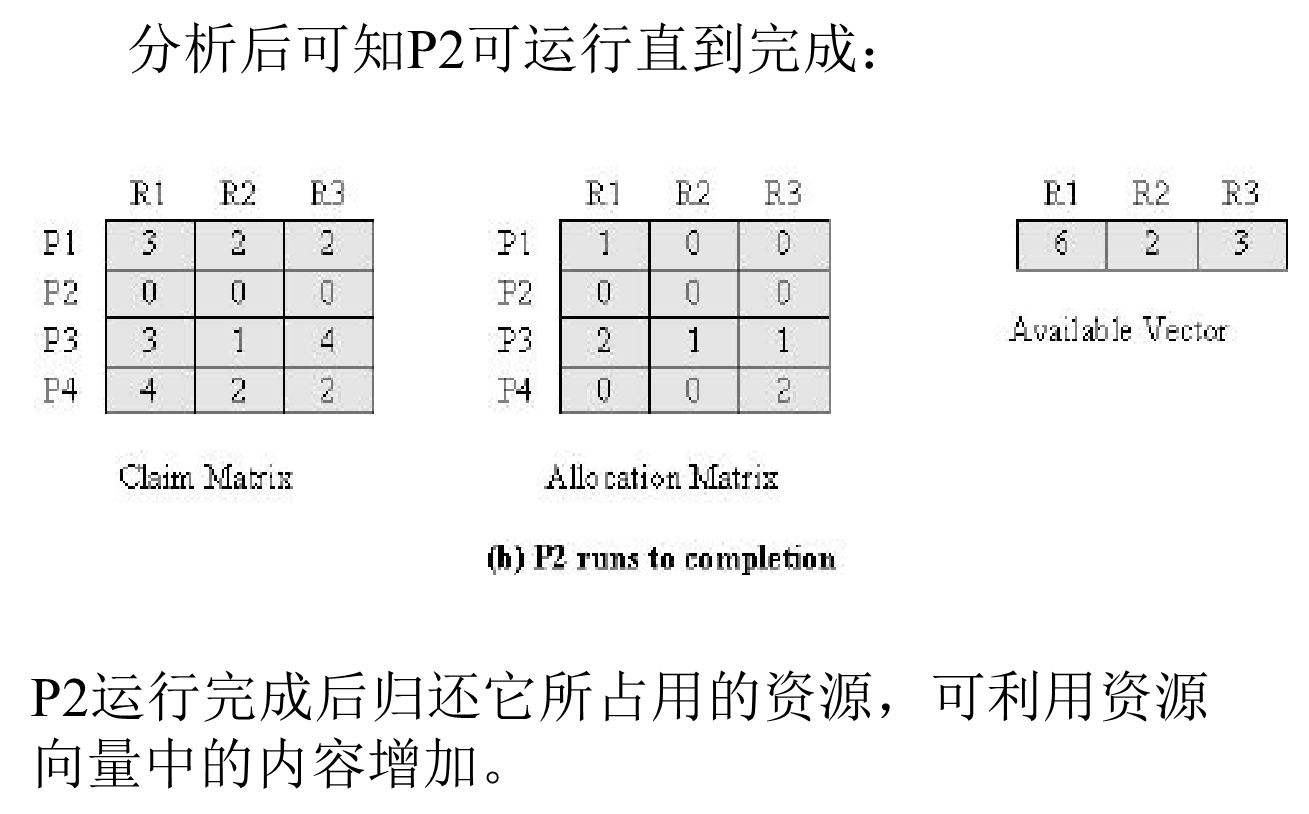 分析后可知P2可运行直到完成：
R1 R2 R3 R1 R2 R3 R1 R2 R3
P1 3 2 2 P1 1 0 0 6 2 3
P2 0 0 0 P2 0 0 0
P3 3 1 4 P3 2 1 1 Available Vector
P4 4 2 2 P4 0 0 2
Claim Matrix Allocation Matrix
(b) P2 runs to completion
P2运行完成后归还它所占用的资源，可利用资源
向量中的内容增加。